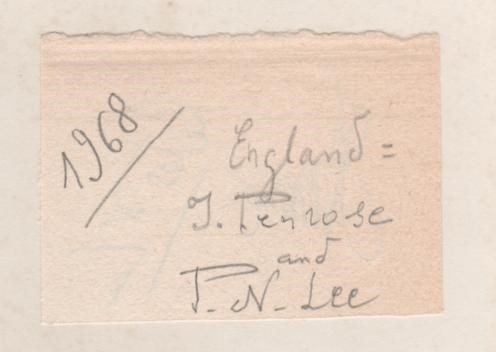 1968/
England =
J. Penrose
and
P.N. Lee